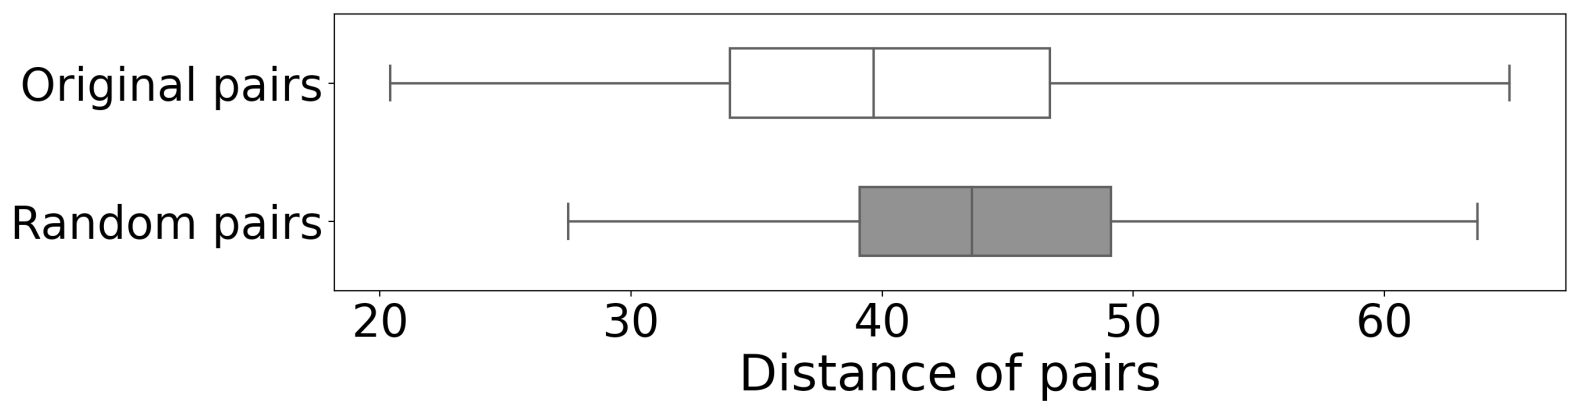 Original pairs
Random pairs
20 30 40 50 60
Distance of pairs